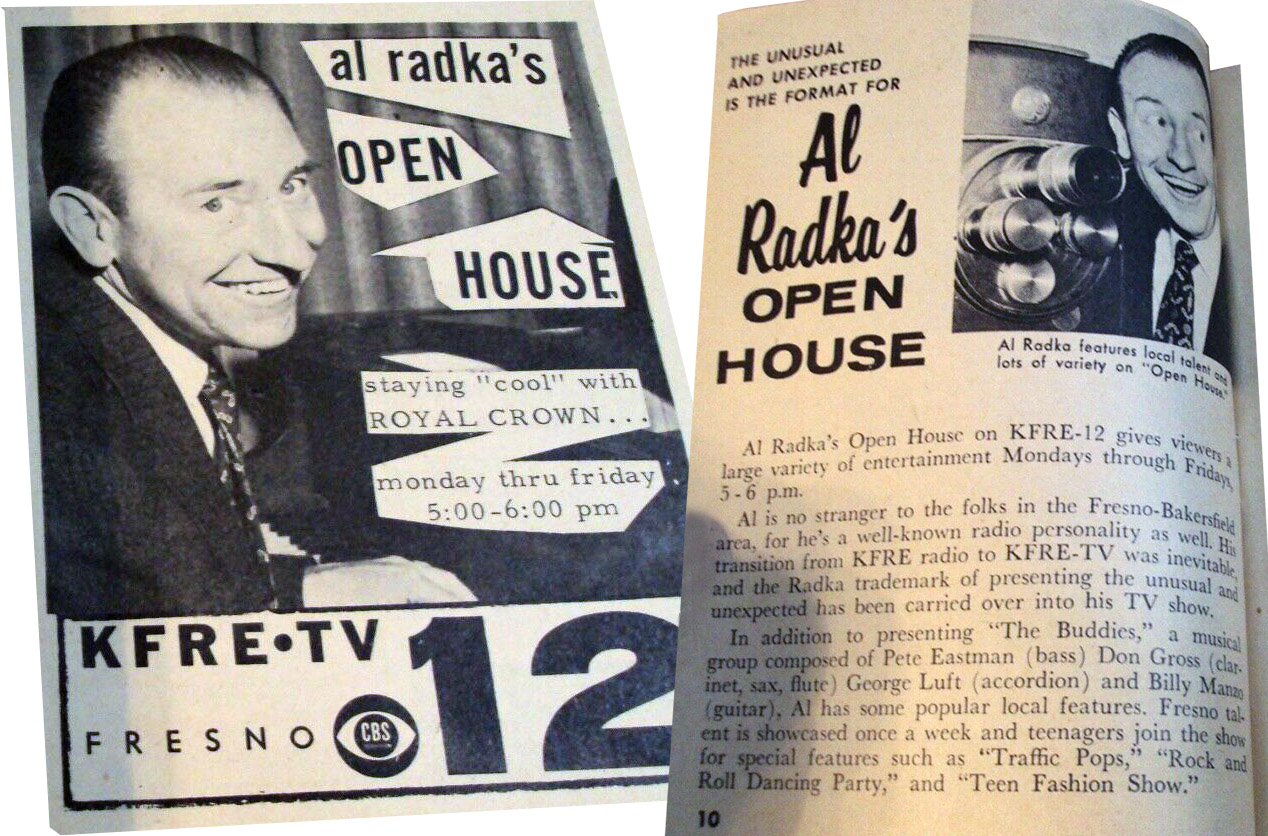 al radka's
OPEN
HOUSE
staying "cool" with
ROYAL CROWN...
monday thru friday
5:00-6:00 pm
KFRE•TV 12
FRESNO CBS
THE UNUSUAL
AND UNEXPECTED
IS THE FORMAT FOR
Al
Radka's
OPEN
HOUSE
Al Radka features local talent and
lots of variety on "Open House."
Al Radka's Open House on KFRE-12 gives viewers a
large variety of entertainment Mondays through Fridays,
5-6 p.m.
Al is no stranger to the folks in the Fresno-Bakersfield
area, for he's a well-known radio personality as well. His
transition from KFRE radio to KFRE-TV was inevitable,
and the Radka trademark of presenting the unusual and
unexpected has been carried over into his TV show.
In addition to presenting "The Buddies," a musical
group composed of Pete Eastman (bass) Don Gross (clar-
inet, sax, flute) George Luft (accordion) and Billy Manzo
(guitar), Al has some popular local features. Fresno tal-
ent is showcased once a week and teenagers join the show
for special features such as "Traffic Pops," "Rock and
Roll Dancing Party," and "Teen Fashion Show."
10